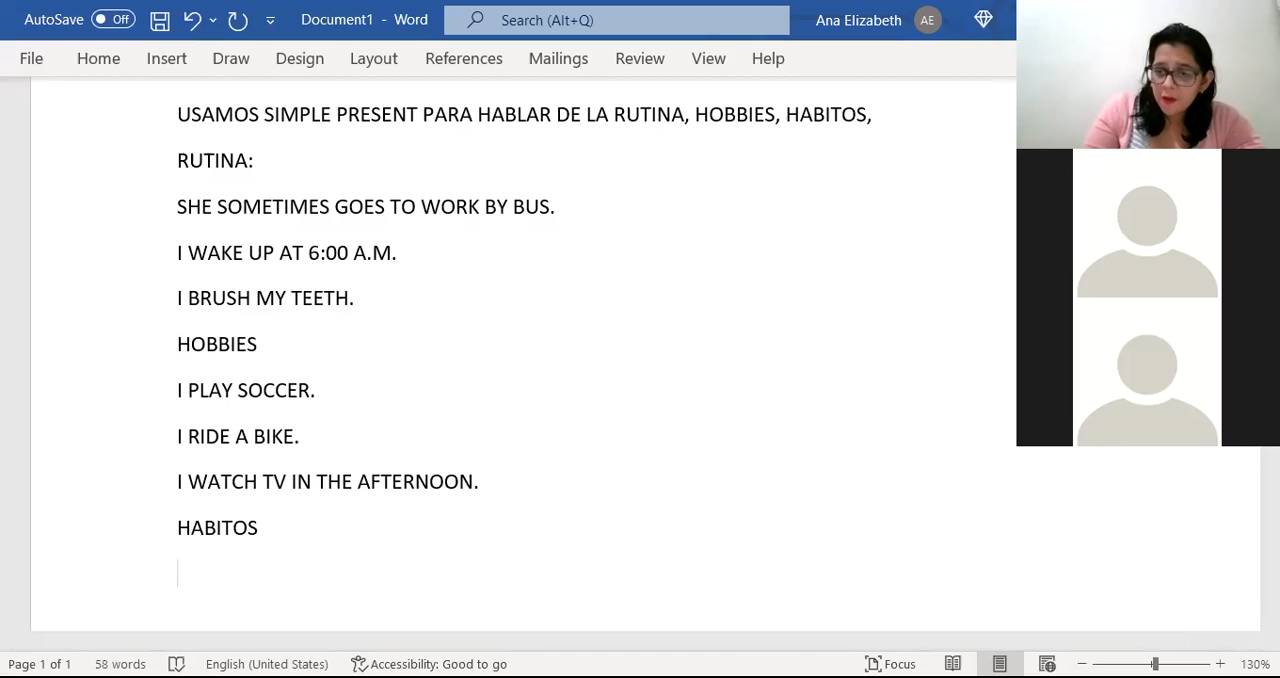 AutoSave Off Document1 - Word Search (Alt+Q) Ana Elizabeth AE
File Home Insert Draw Design Layout References Mailings Review View Help
USAMOS SIMPLE PRESENT PARA HABLAR DE LA RUTINA, HOBBIES, HABITOS,
RUTINA:
SHE SOMETIMES GOES TO WORK BY BUS.
I WAKE UP AT 6:00 A.M.
I BRUSH MY TEETH.
HOBBIES
I PLAY SOCCER.
I RIDE A BIKE.
I WATCH TV IN THE AFTERNOON.
HABITOS
Page 1 of 1 58 words English (United States) Accessibility: Good to go Focus 130%